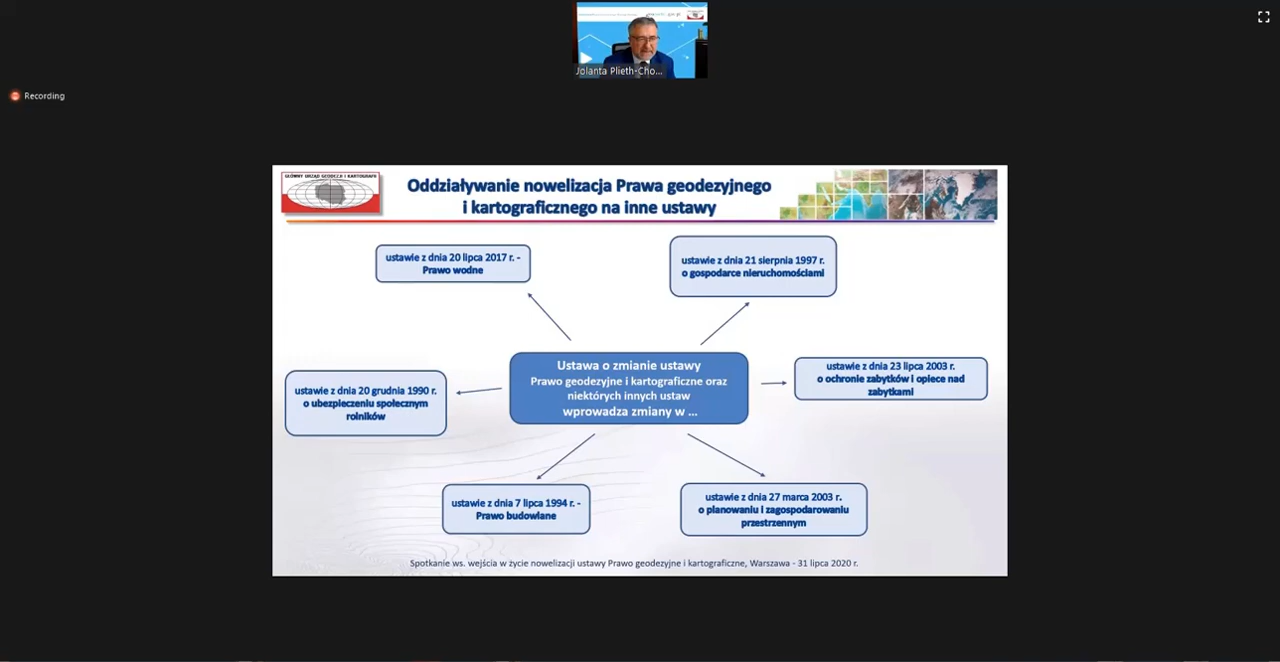 Jolanta Plieth-Cho...
Recording
GŁÓWNY URZĄD GEODEZJI I KARTOGRAFII
Oddziaływanie nowelizacja Prawa geodezyjnego
i kartograficznego na inne ustawy
ustawie z dnia 20 lipca 2017 r. -
Prawo wodne
ustawie z dnia 21 sierpnia 1997 r.
o gospodarce nieruchomościami
Ustawa o zmianie ustawy
Prawo geodezyjne i kartograficzne oraz
niektórych innych ustaw
wprowadza zmiany w ...
ustawie z dnia 23 lipca 2003 r.
o ochronie zabytków i opiece nad
zabytkami
ustawie z dnia 20 grudnia 1990 r.
o ubezpieczeniu społecznym
rolników
ustawie z dnia 7 lipca 1994 r. -
Prawo budowlane
ustawie z dnia 27 marca 2003 r.
o planowaniu i zagospodarowaniu
przestrzennym
Spotkanie ws. wejścia w życie nowelizacji ustawy Prawo geodezyjne i kartograficzne, Warszawa - 31 lipca 2020 r.